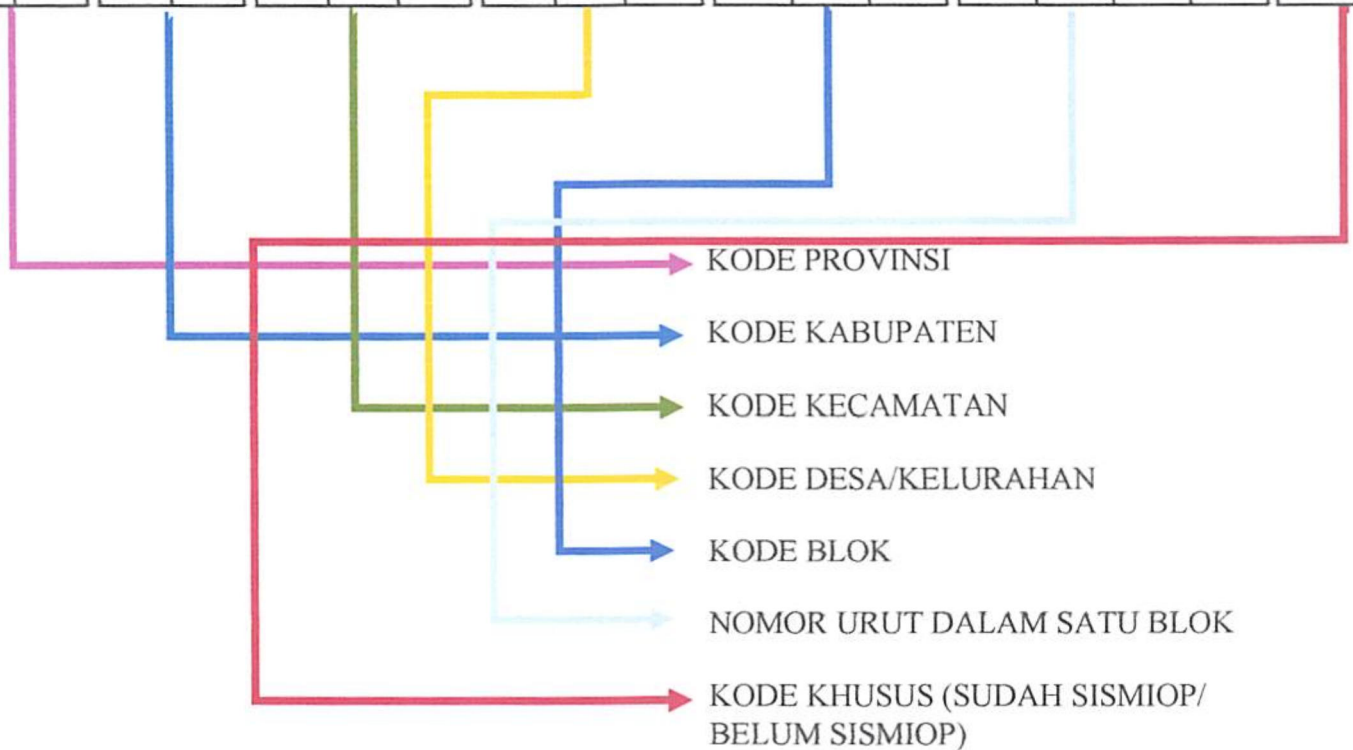 KODE PROVINSI
KODE KABUPATEN
KODE KECAMATAN
KODE DESA/KELURAHAN
KODE BLOK
NOMOR URUT DALAM SATU BLOK
KODE KHUSUS (SUDAH SISMIOP/
BELUM SISMIOP)